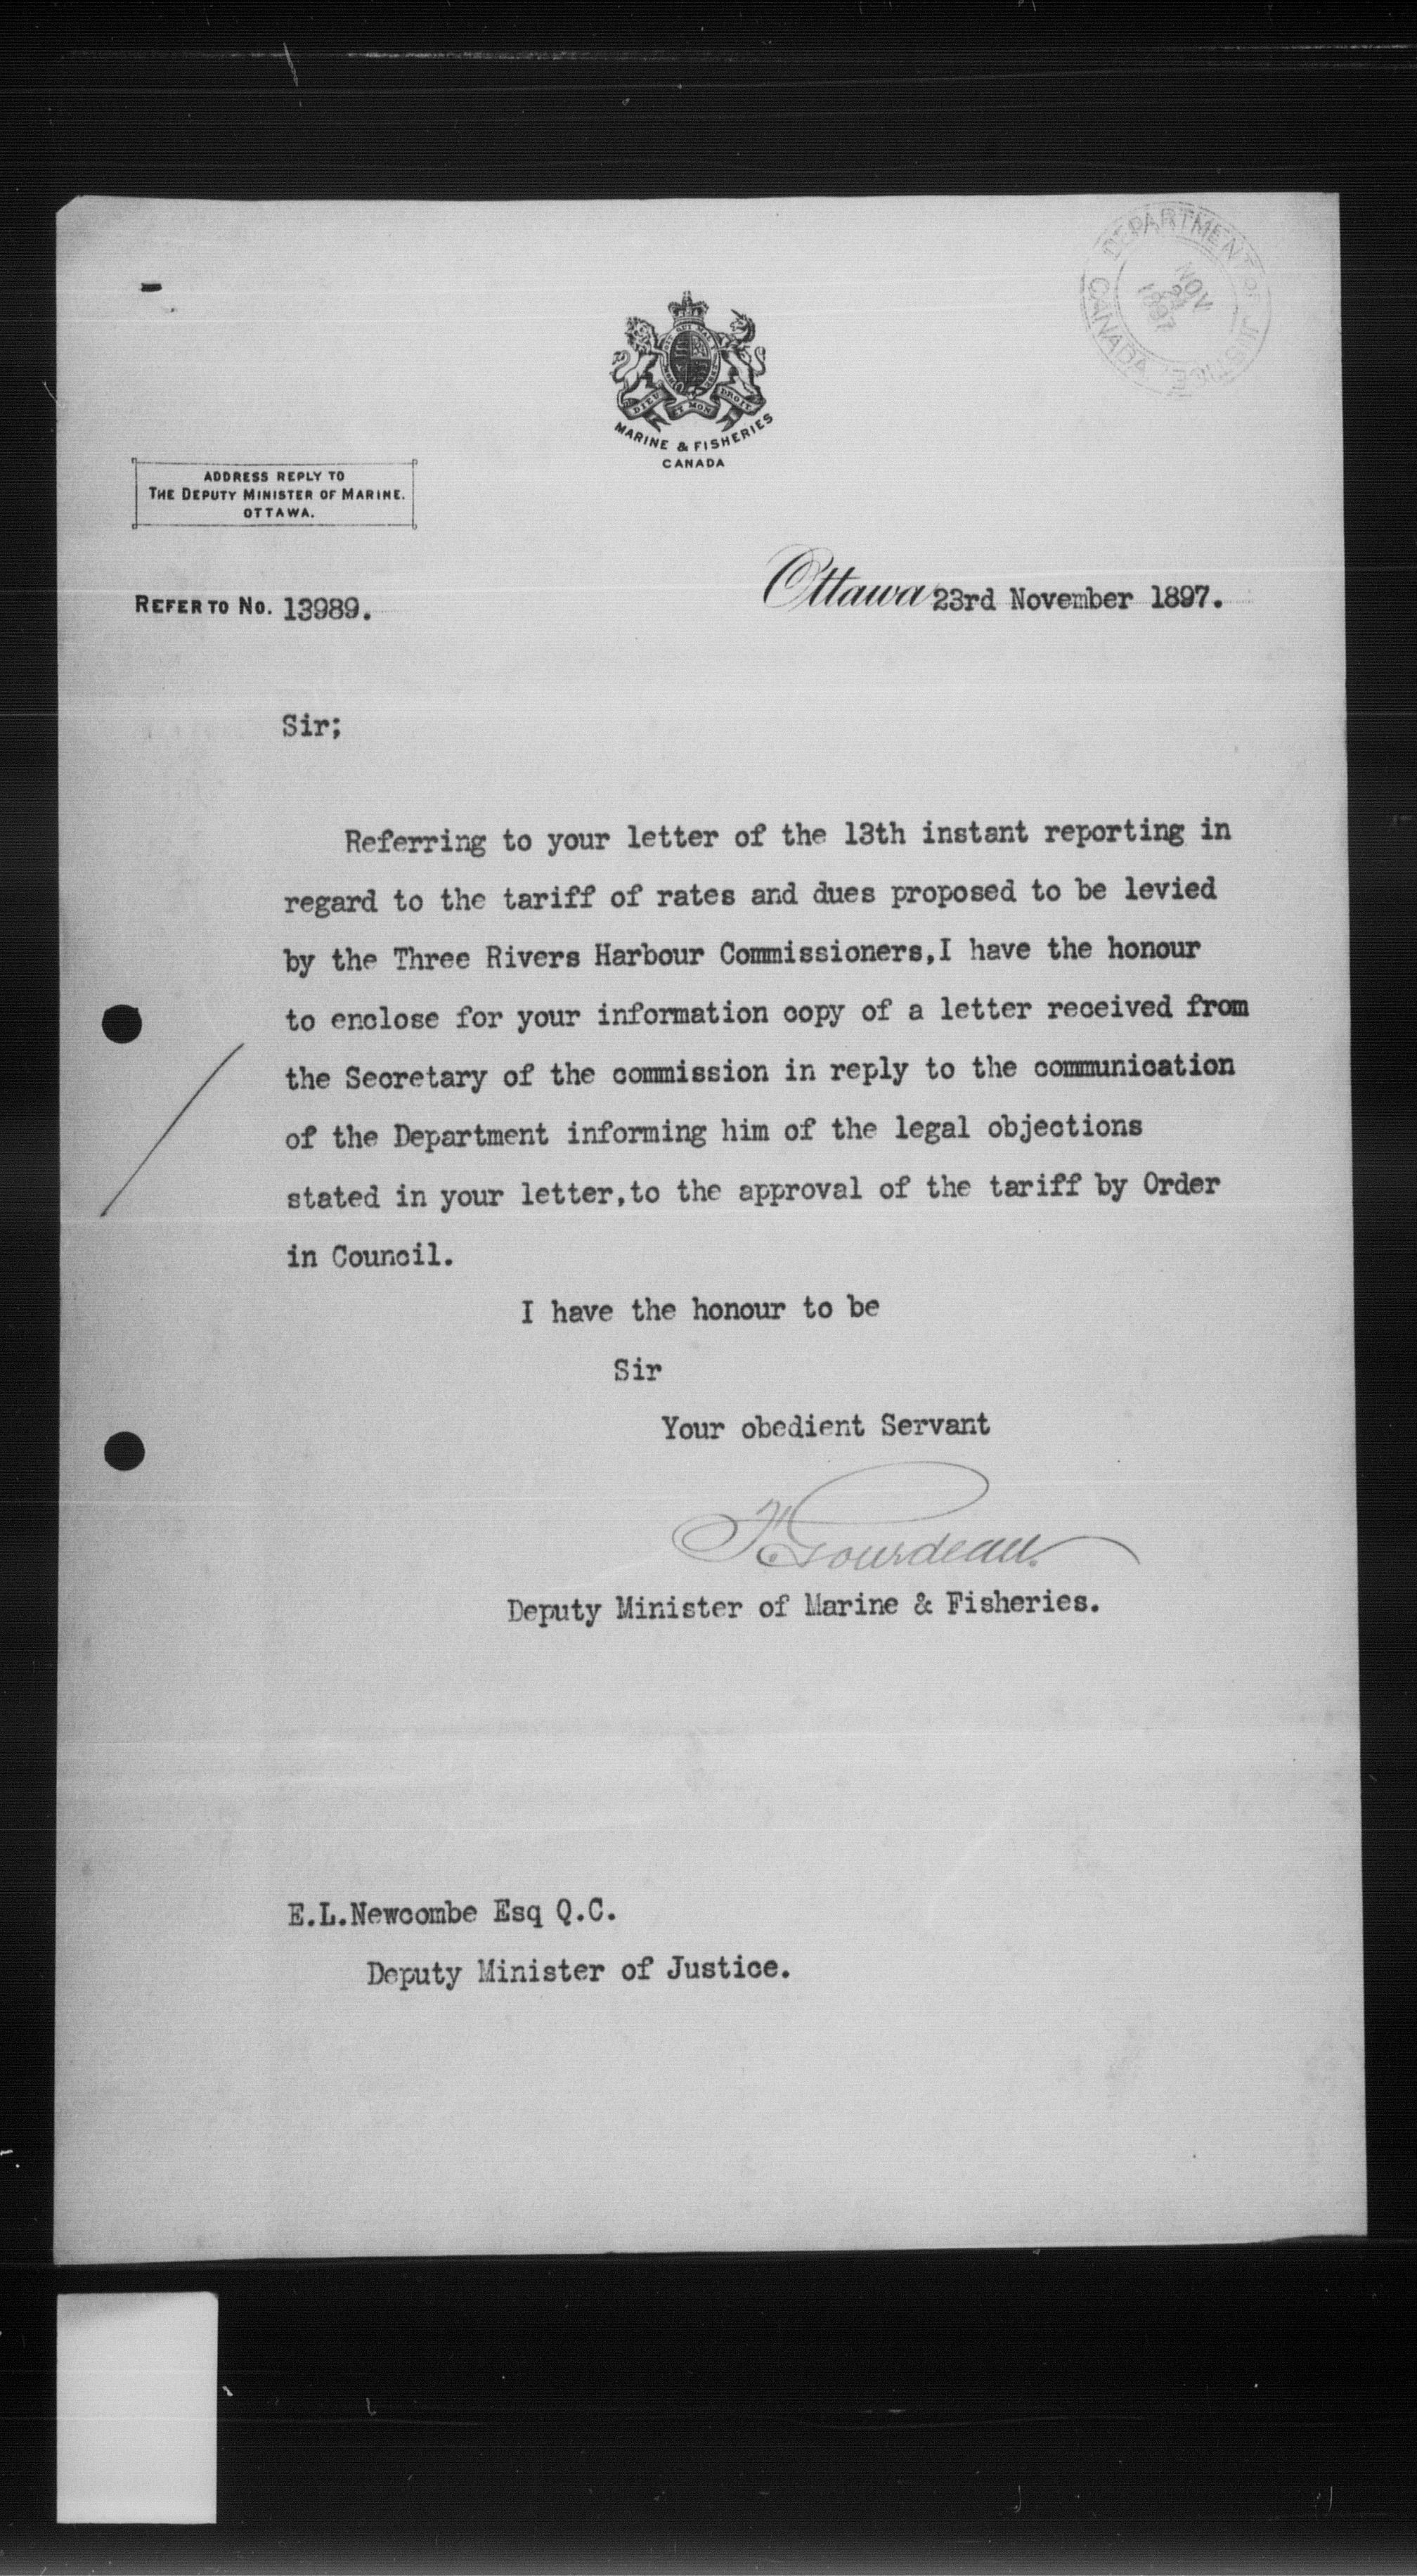 DEPARTMENT OF JUSTICE
NOV
1897
CANADA
DIEU ET MON DROIT
MARINE & FISHERIES
CANADA
ADDRESS REPLY TO
THE DEPUTY MINISTER OF MARINE.
OTTAWA.
Ottawa 23rd November 1897.
REFER TO NO. 13989.
Sir;
Referring to your letter of the 13th instant reporting in
regard to the tariff of rates and dues proposed to be levied
by the Three Rivers Harbour Commissioners,I have the honour
to enclose for your information copy of a letter received from
the Secretary of the commission in reply to the communication
of the Department informing him of the legal objections
stated in your letter,to the approval of the tariff by Order
in Council.
I have the honour to be
Sir
Your obedient Servant
F Gourdeau.
Deputy Minister of Marine & Fisheries.
E.L.Newcombe Esq Q.C.
Deputy Minister of Justice.